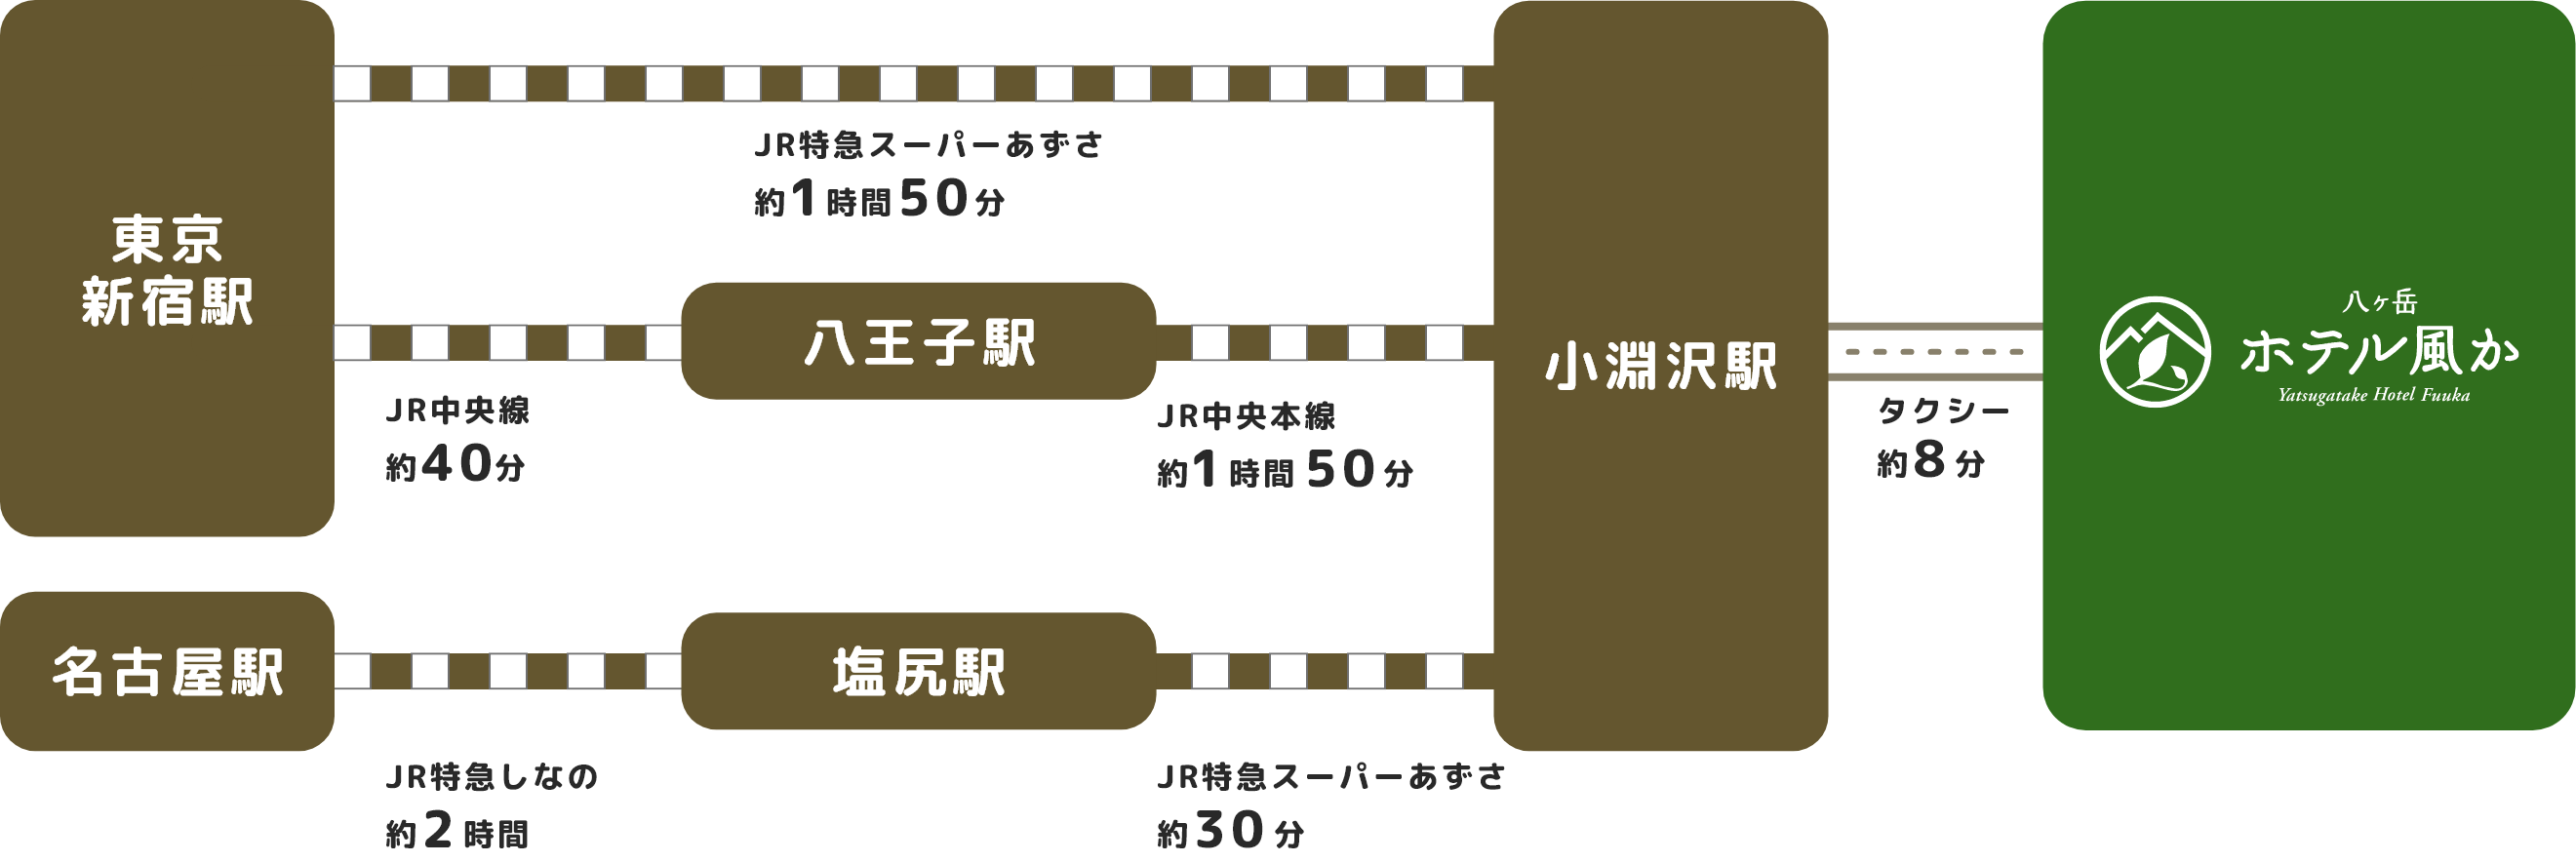 東京
新宿駅
JR特急スーパーあずさ
約1時間50分
JR中央線
約40分
八王子駅
JR中央本線
約1時間50分
名古屋駅
JR特急しなの
約2時間
塩尻駅
JR特急スーパーあずさ
約30分
小淵沢駅
タクシー
約8分
八ヶ岳
ホテル風か
Yatsugatake Hotel Fuuka